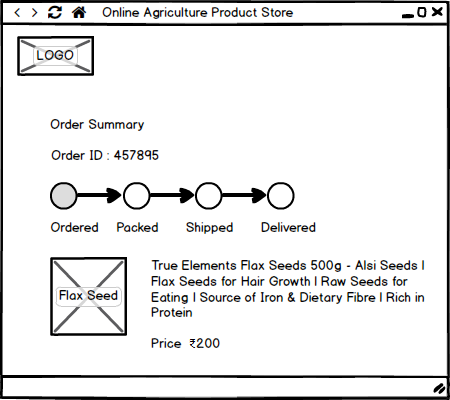 Online Agriculture Product Store
LOGO
Order Summary
Order ID : 457895
Ordered Packed Shipped Delivered
Flax Seed
True Elements Flax Seeds 500g - Alsi Seeds |
Flax Seeds for Hair Growth | Raw Seeds for
Eating | Source of Iron & Dietary Fibre | Rich in
Protein
Price ₹200